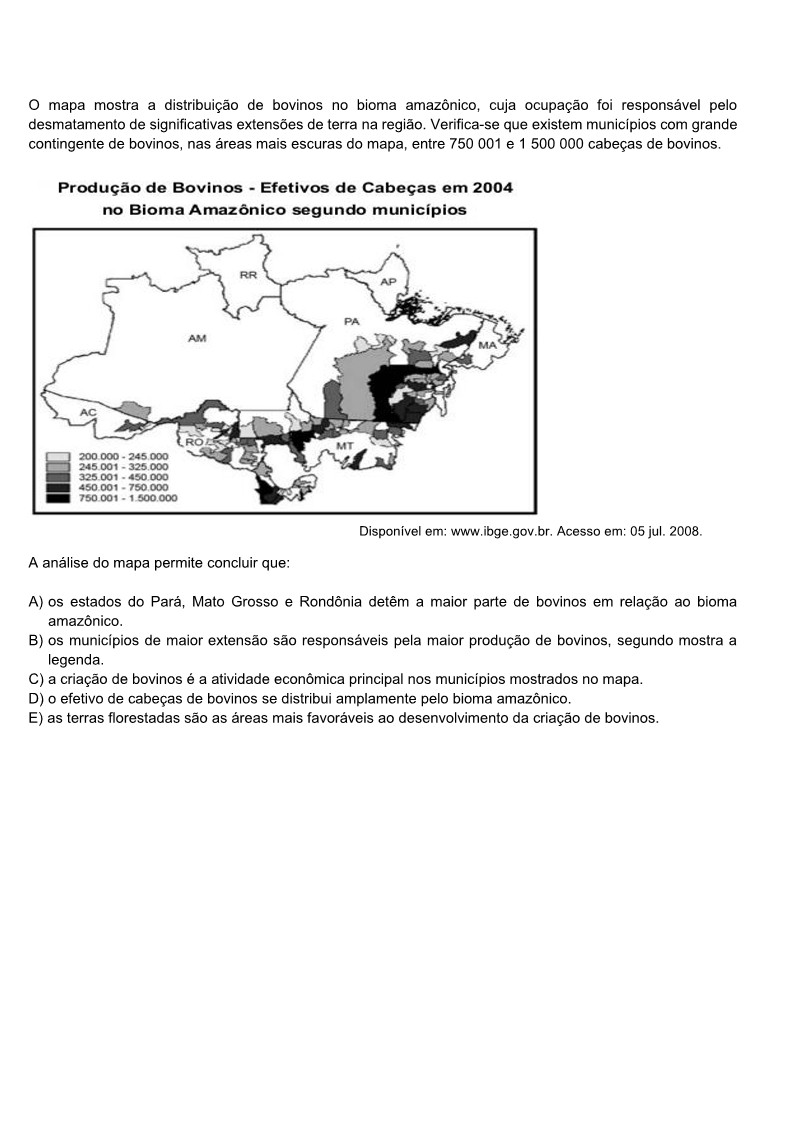 O mapa mostra a distribuição de bovinos no bioma amazônico, cuja ocupação foi responsável pelo
desmatamento de significativas extensões de terra na região. Verifica-se que existem municípios com grande
contingente de bovinos, nas áreas mais escuras do mapa, entre 750 001 e 1 500 000 cabeças de bovinos.
Produção de Bovinos - Efetivos de Cabeças em 2004
no Bioma Amazônico segundo municípios
RR
AP
PA
AM
MA
AC
RO
MT
200.000 - 245.000
245.001 - 325.000
325.001 - 450.000
450.001 - 750.000
750.001 - 1.500.000
Disponível em: www.ibge.gov.br. Acesso em: 05 jul. 2008.
A análise do mapa permite concluir que:
A) os estados do Pará, Mato Grosso e Rondônia detêm a maior parte de bovinos em relação ao bioma
amazônico.
B) os municípios de maior extensão são responsáveis pela maior produção de bovinos, segundo mostra a
legenda.
C) a criação de bovinos é a atividade econômica principal nos municípios mostrados no mapa.
D) o efetivo de cabeças de bovinos se distribui amplamente pelo bioma amazônico.
E) as terras florestadas são as áreas mais favoráveis ao desenvolvimento da criação de bovinos.